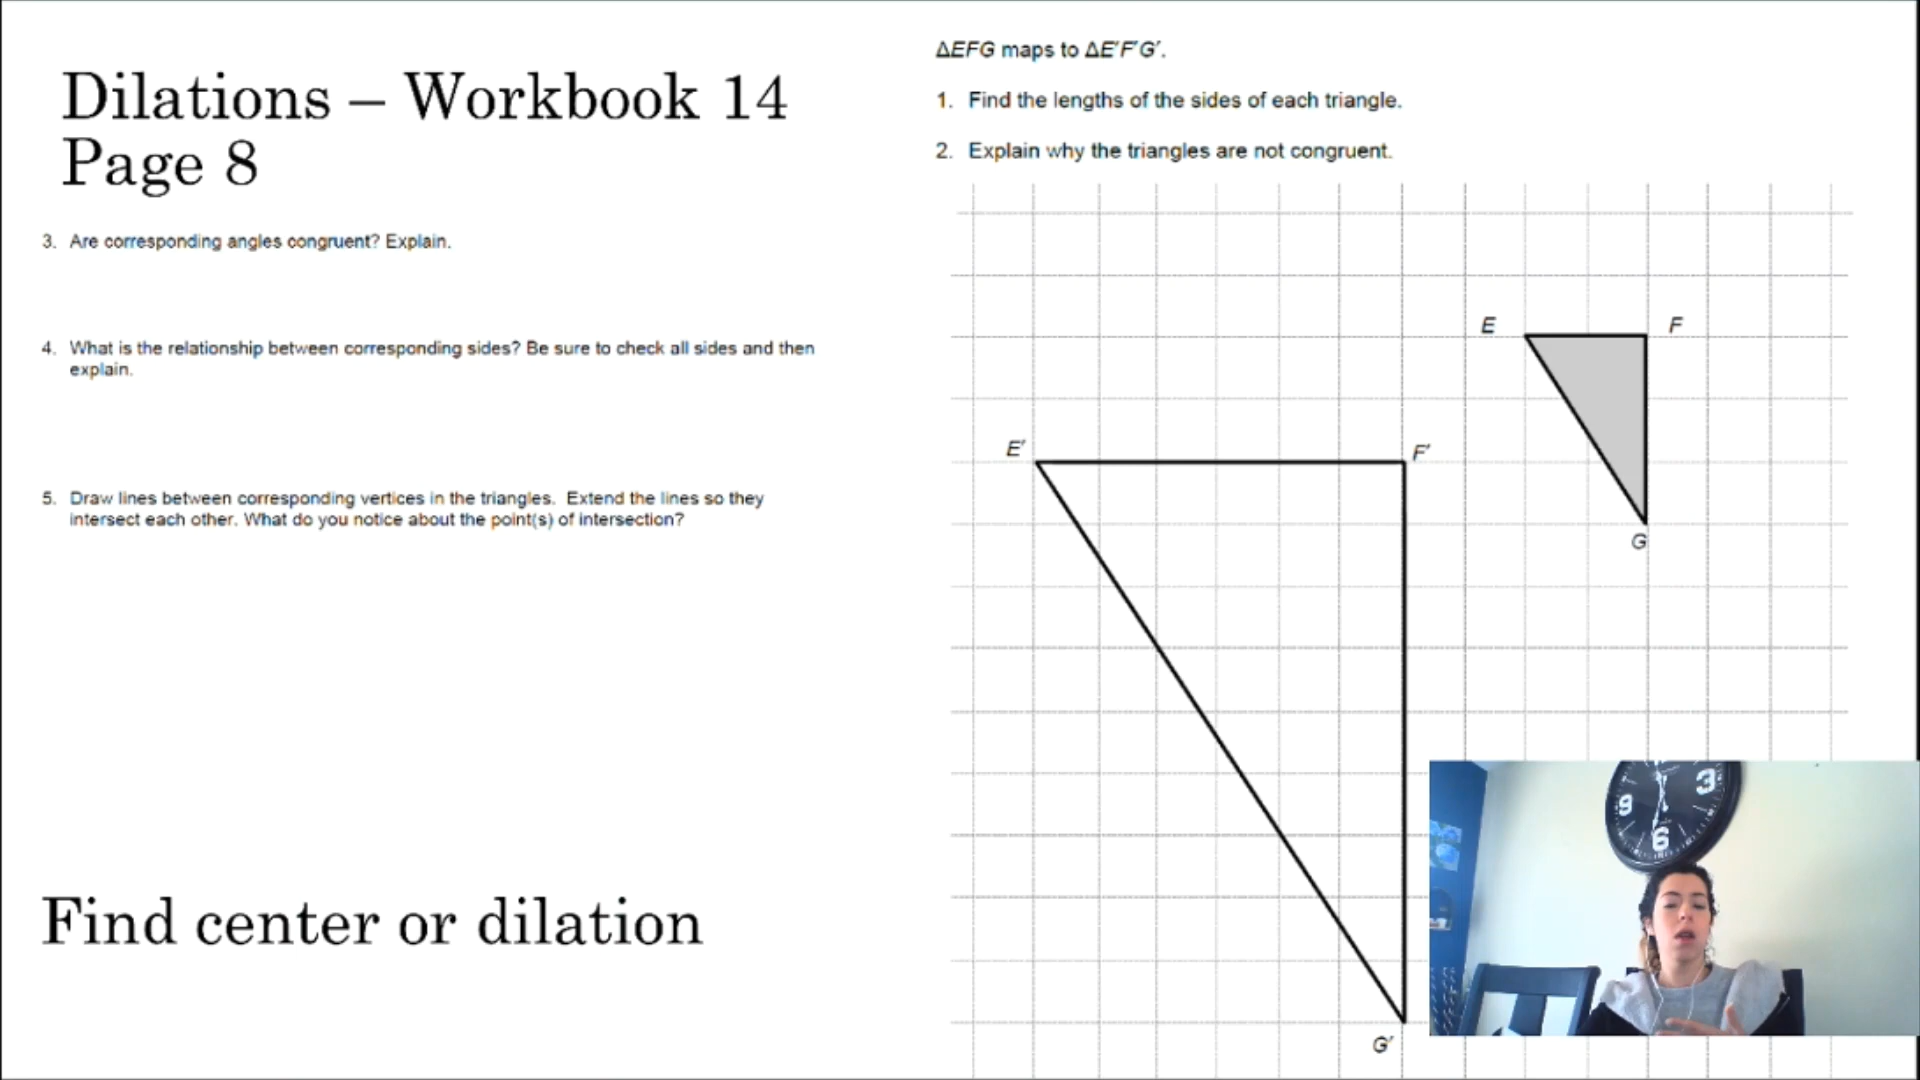 Dilations – Workbook 14
Page 8
3. Are corresponding angles congruent? Explain.
4. What is the relationship between corresponding sides? Be sure to check all sides and then
explain.
5. Draw lines between corresponding vertices in the triangles. Extend the lines so they
intersect each other. What do you notice about the point(s) of intersection?
Find center or dilation
ΔEFG maps to ΔE′F′G′.
1. Find the lengths of the sides of each triangle.
2. Explain why the triangles are not congruent.
E
F
E′
F′
G
G′
3
9
6